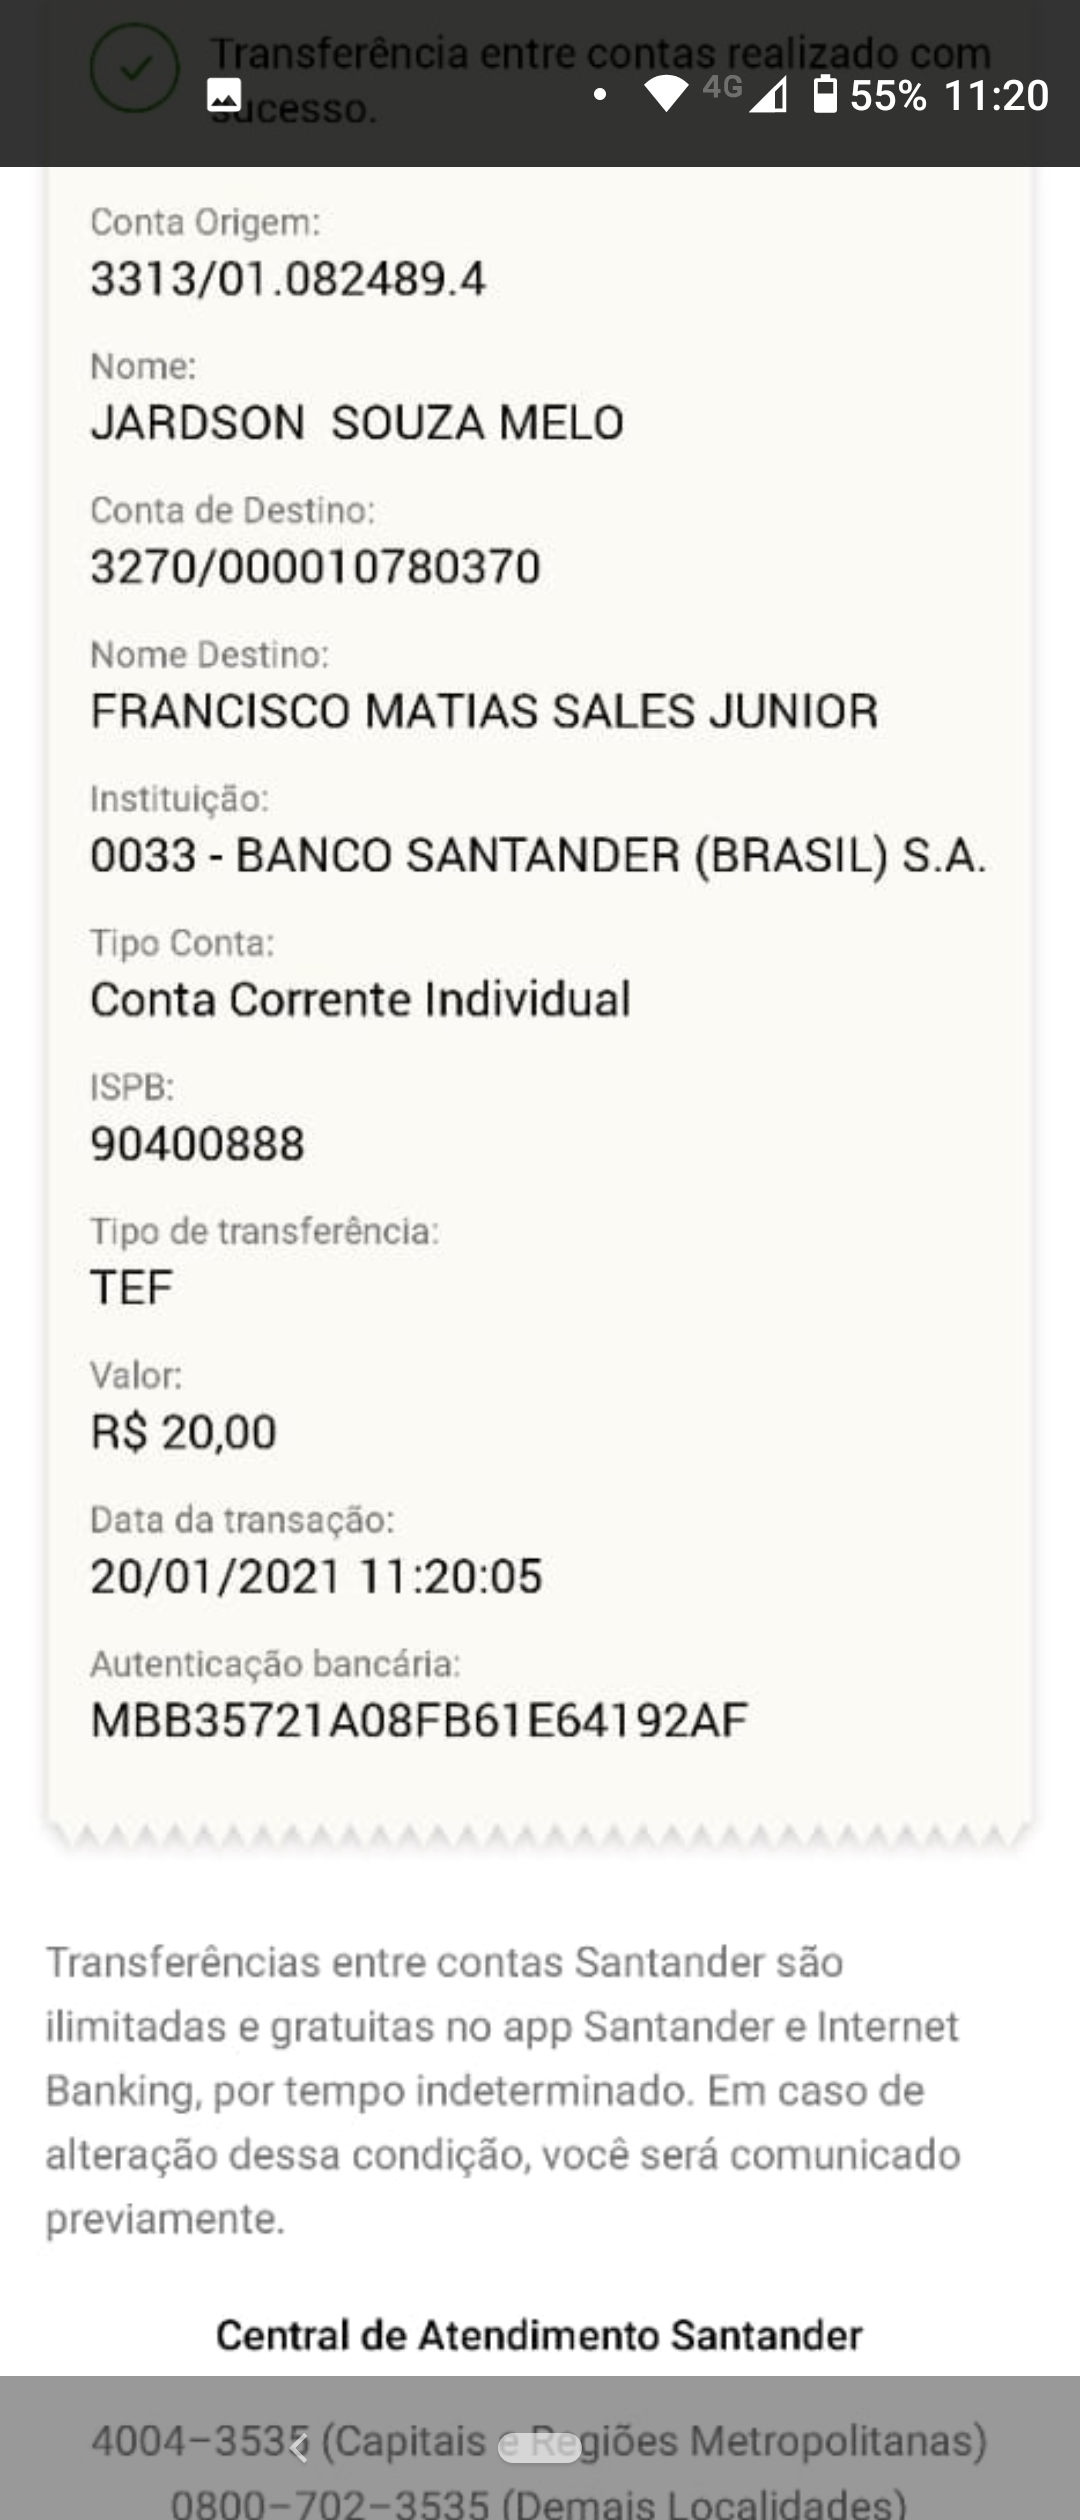 Transferência entre contas realizado com
sucesso.
4G 55% 11:20
Conta Origem:
3313/01.082489.4
Nome:
JARDSON  SOUZA MELO
Conta de Destino:
3270/000010780370
Nome Destino:
FRANCISCO MATIAS SALES JUNIOR
Instituição:
0033 - BANCO SANTANDER (BRASIL) S.A.
Tipo Conta:
Conta Corrente Individual
ISPB:
90400888
Tipo de transferência:
TEF
Valor:
R$ 20,00
Data da transação:
20/01/2021 11:20:05
Autenticação bancária:
MBB35721A08FB61E64192AF
Transferências entre contas Santander são
ilimitadas e gratuitas no app Santander e Internet
Banking, por tempo indeterminado. Em caso de
alteração dessa condição, você será comunicado
previamente.
Central de Atendimento Santander
4004-3535 (Capitais e Regiões Metropolitanas)
0800-702-3535 (Demais Localidades)